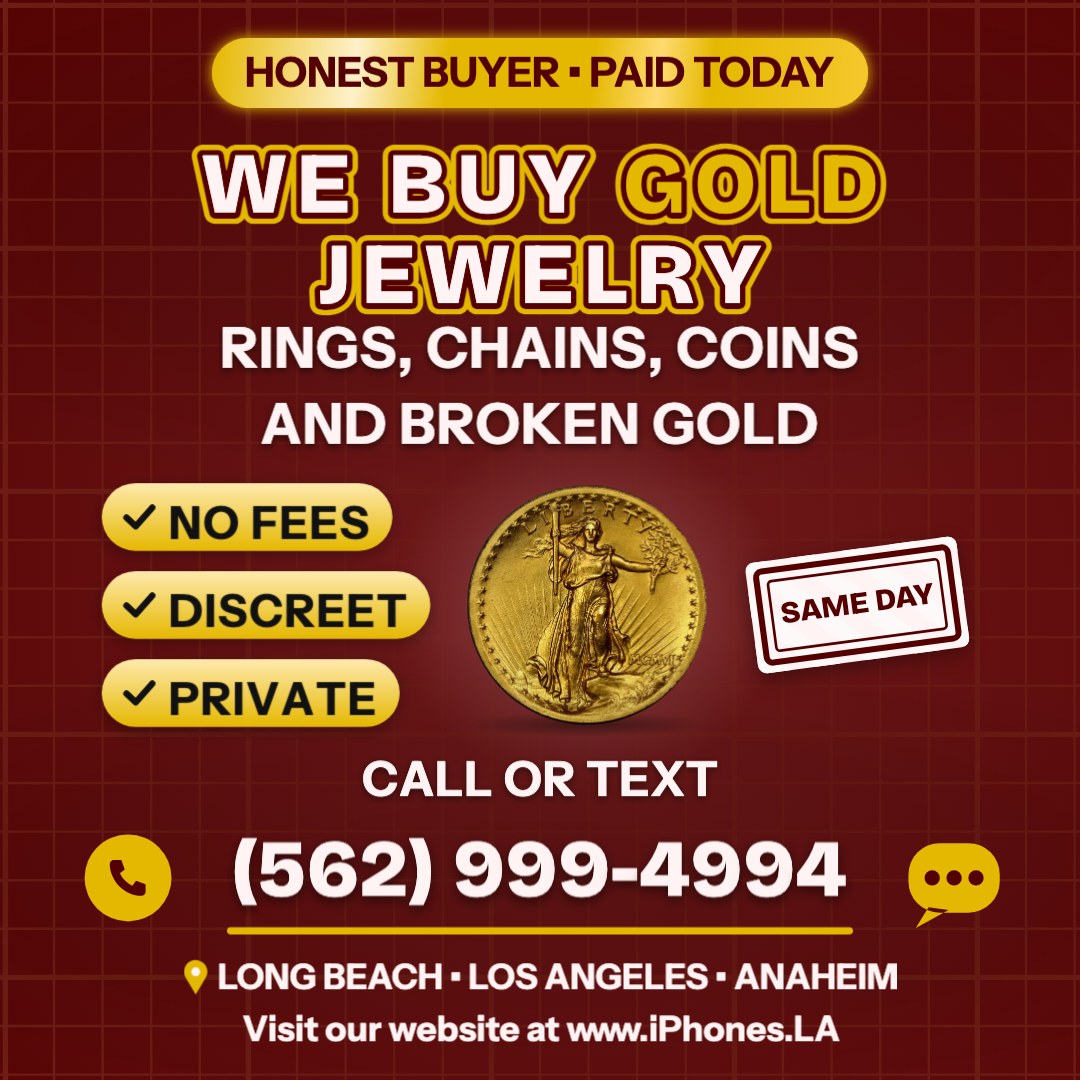 HONEST BUYER ▪ PAID TODAY
WE BUY GOLD
JEWELRY
RINGS, CHAINS, COINS
AND BROKEN GOLD
✓ NO FEES
✓ DISCREET
✓ PRIVATE
LIBERTY
SAME DAY
CALL OR TEXT
(562) 999-4994
LONG BEACH ▪ LOS ANGELES ▪ ANAHEIM
Visit our website at www.iPhones.LA